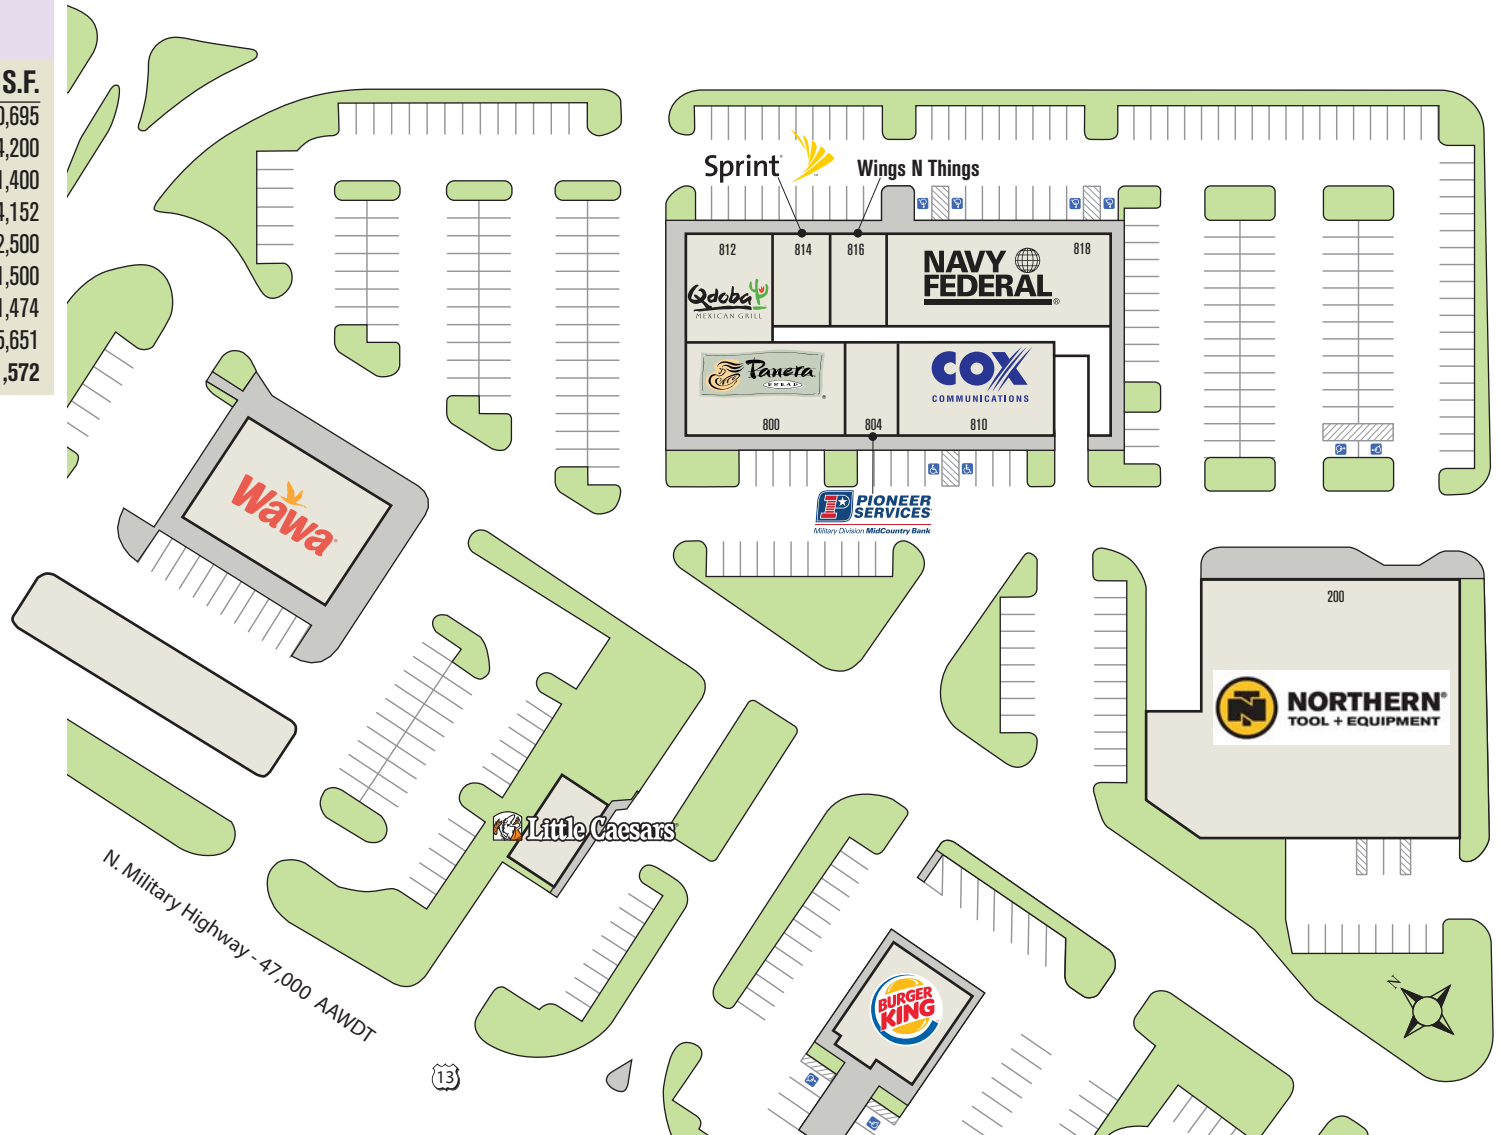 S.F.
,695
,200
,400
,152
,500
,500
,474
,651
,572
Sprint
Wings N Things
812
814
816
818
NAVY
FEDERAL®
Qdoba
MEXICAN GRILL
Panera®
BREAD
COX
COMMUNICATIONS
800
804
810
PIONEER
SERVICES
Military Division MidCountry Bank
Wawa®
200
NORTHERN®
TOOL + EQUIPMENT
Little Caesars
N. Military Highway - 47,000 AAWDT
13
BURGER
KING
N